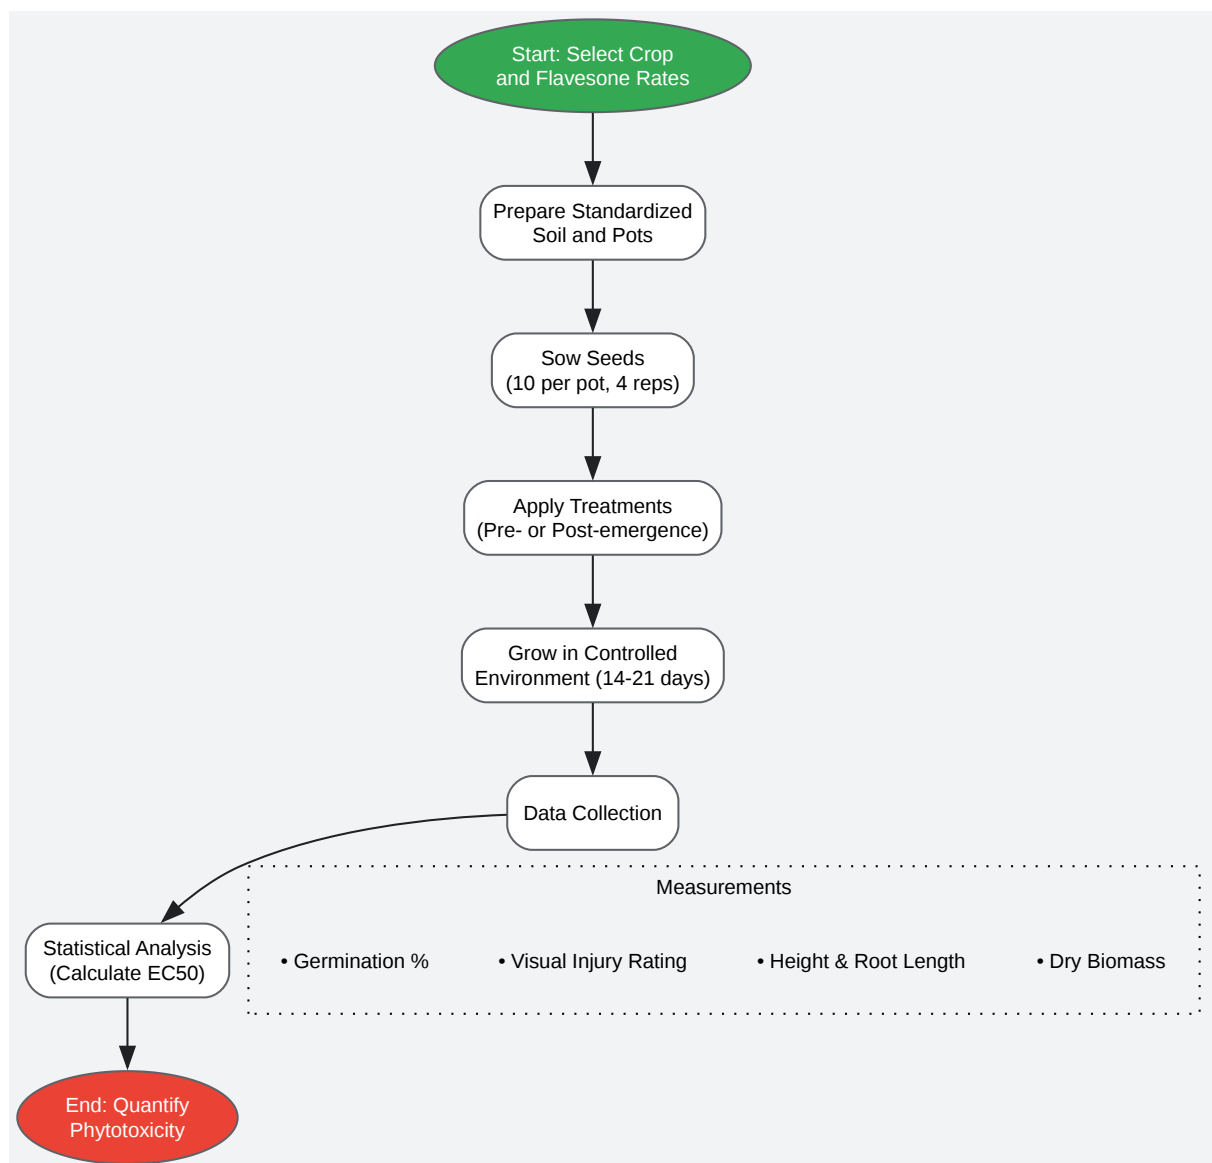 Start: Select Crop
and Flavesone Rates
Prepare Standardized
Soil and Pots
Sow Seeds
(10 per pot, 4 reps)
Apply Treatments
(Pre- or Post-emergence)
Grow in Controlled
Environment (14-21 days)
Data Collection
Measurements
• Germination %
• Visual Injury Rating
• Height & Root Length
• Dry Biomass
Statistical Analysis
(Calculate EC50)
End: Quantify
Phytotoxicity